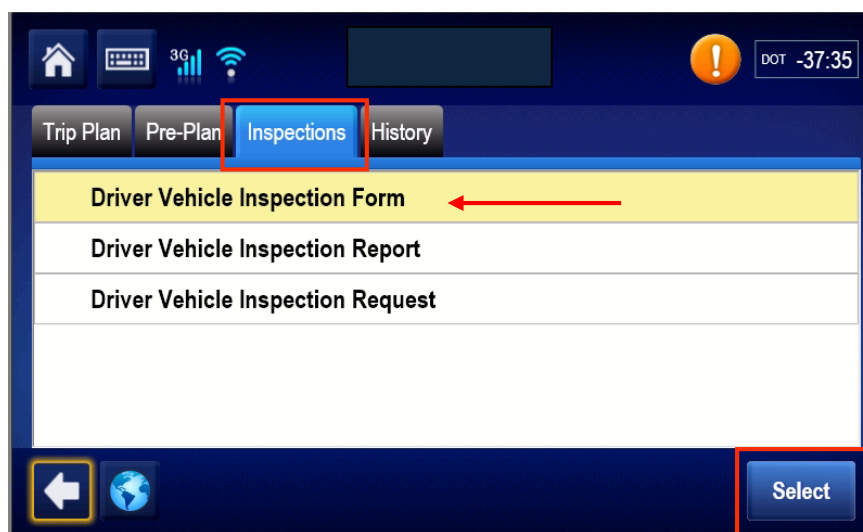 3G
DOT -37:35
Trip Plan Pre-Plan Inspections History
Driver Vehicle Inspection Form
Driver Vehicle Inspection Report
Driver Vehicle Inspection Request
Select